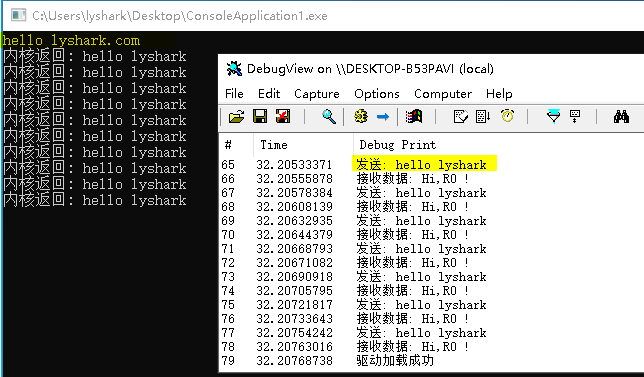 C:\Users\lyshark\Desktop\ConsoleApplication1.exe
hello lyshark.com
内核返回: hello lyshark
内核返回: hello lyshark
内核返回: hello lyshark
内核返回: hello lyshark
内核返回: hello lyshark
内核返回: hello lyshark
内核返回: hello lyshark
内核返回: hello lyshark
内核返回: hello lyshark
内核返回: hello lyshark
DebugView on \\DESKTOP-B53PAVI (local)
File Edit Capture Options Computer Help
# Time Debug Print
65 32.20533371 发送: hello lyshark
66 32.20555878 接收数据: Hi,R0 !
67 32.20578384 发送: hello lyshark
68 32.20608139 接收数据: Hi,R0 !
69 32.20632935 发送: hello lyshark
70 32.20644379 接收数据: Hi,R0 !
71 32.20668793 发送: hello lyshark
72 32.20671082 接收数据: Hi,R0 !
73 32.20690918 发送: hello lyshark
74 32.20705795 接收数据: Hi,R0 !
75 32.20721817 发送: hello lyshark
76 32.20733643 接收数据: Hi,R0 !
77 32.20754242 发送: hello lyshark
78 32.20763016 接收数据: Hi,R0 !
79 32.20768738 驱动加载成功